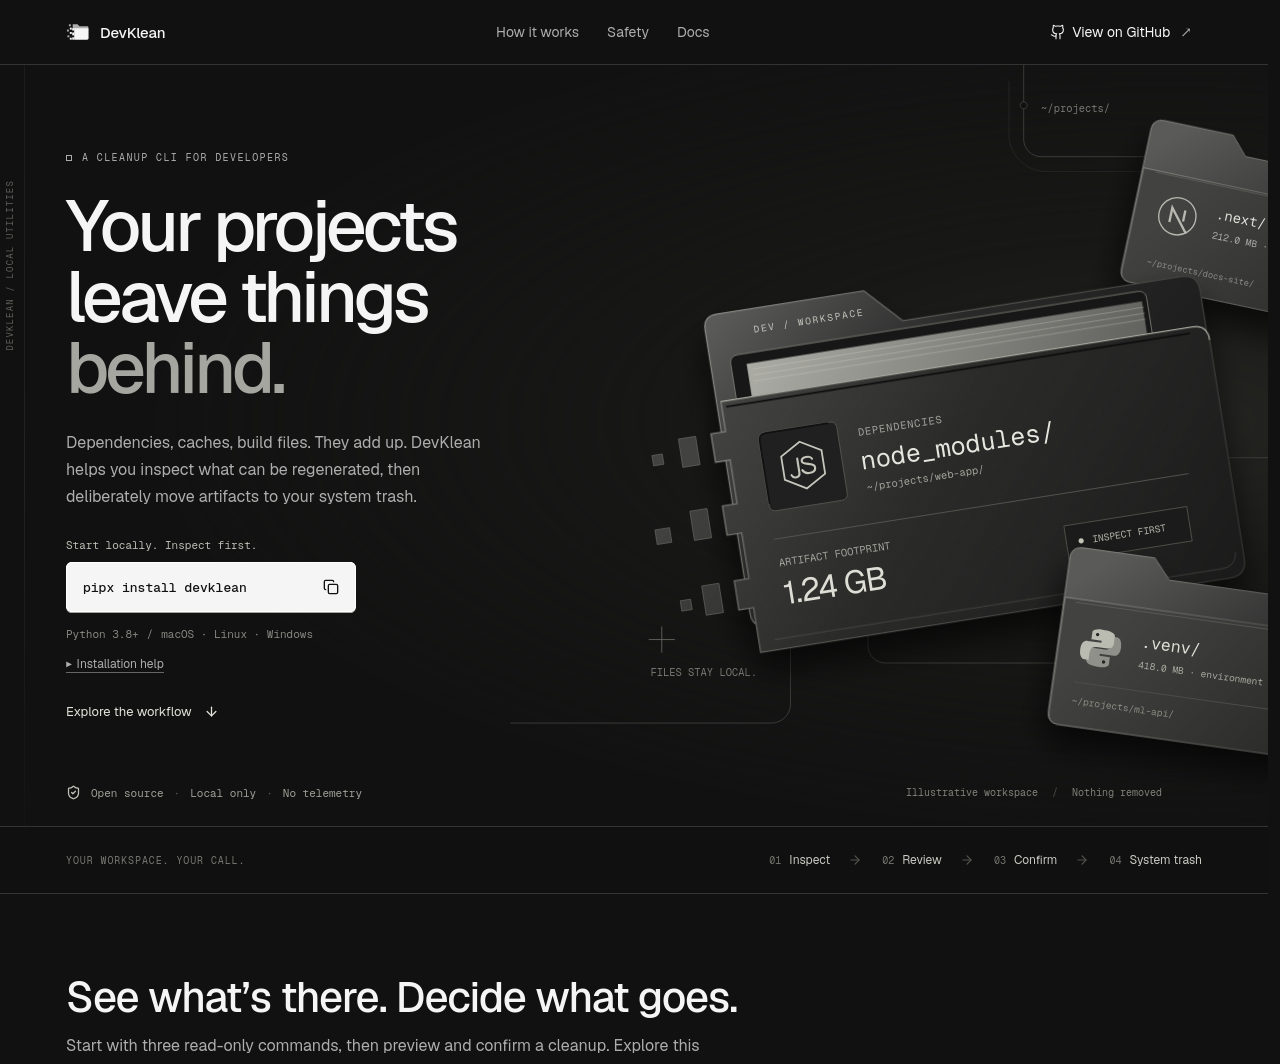 DevKlean
How it works
Safety
Docs
View on GitHub ↗
DEVKLEAN / LOCAL UTILITIES
A CLEANUP CLI FOR DEVELOPERS
Your projects
leave things
behind.
Dependencies, caches, build files. They add up. DevKlean
helps you inspect what can be regenerated, then
deliberately move artifacts to your system trash.
Start locally. Inspect first.
pipx install devklean
Python 3.8+ / macOS · Linux · Windows
▸ Installation help
Explore the workflow ↓
Open source · Local only · No telemetry
~/projects/
.next/
212.0 MB ·
~/projects/docs-site/
DEV / WORKSPACE
JS
DEPENDENCIES
node_modules/
~/projects/web-app/
ARTIFACT FOOTPRINT
1.24 GB
INSPECT FIRST
.venv/
418.0 MB · environment
~/projects/ml-api/
FILES STAY LOCAL.
Illustrative workspace / Nothing removed
YOUR WORKSPACE. YOUR CALL.
01 Inspect → 02 Review → 03 Confirm → 04 System trash
See what’s there. Decide what goes.
Start with three read-only commands, then preview and confirm a cleanup. Explore this